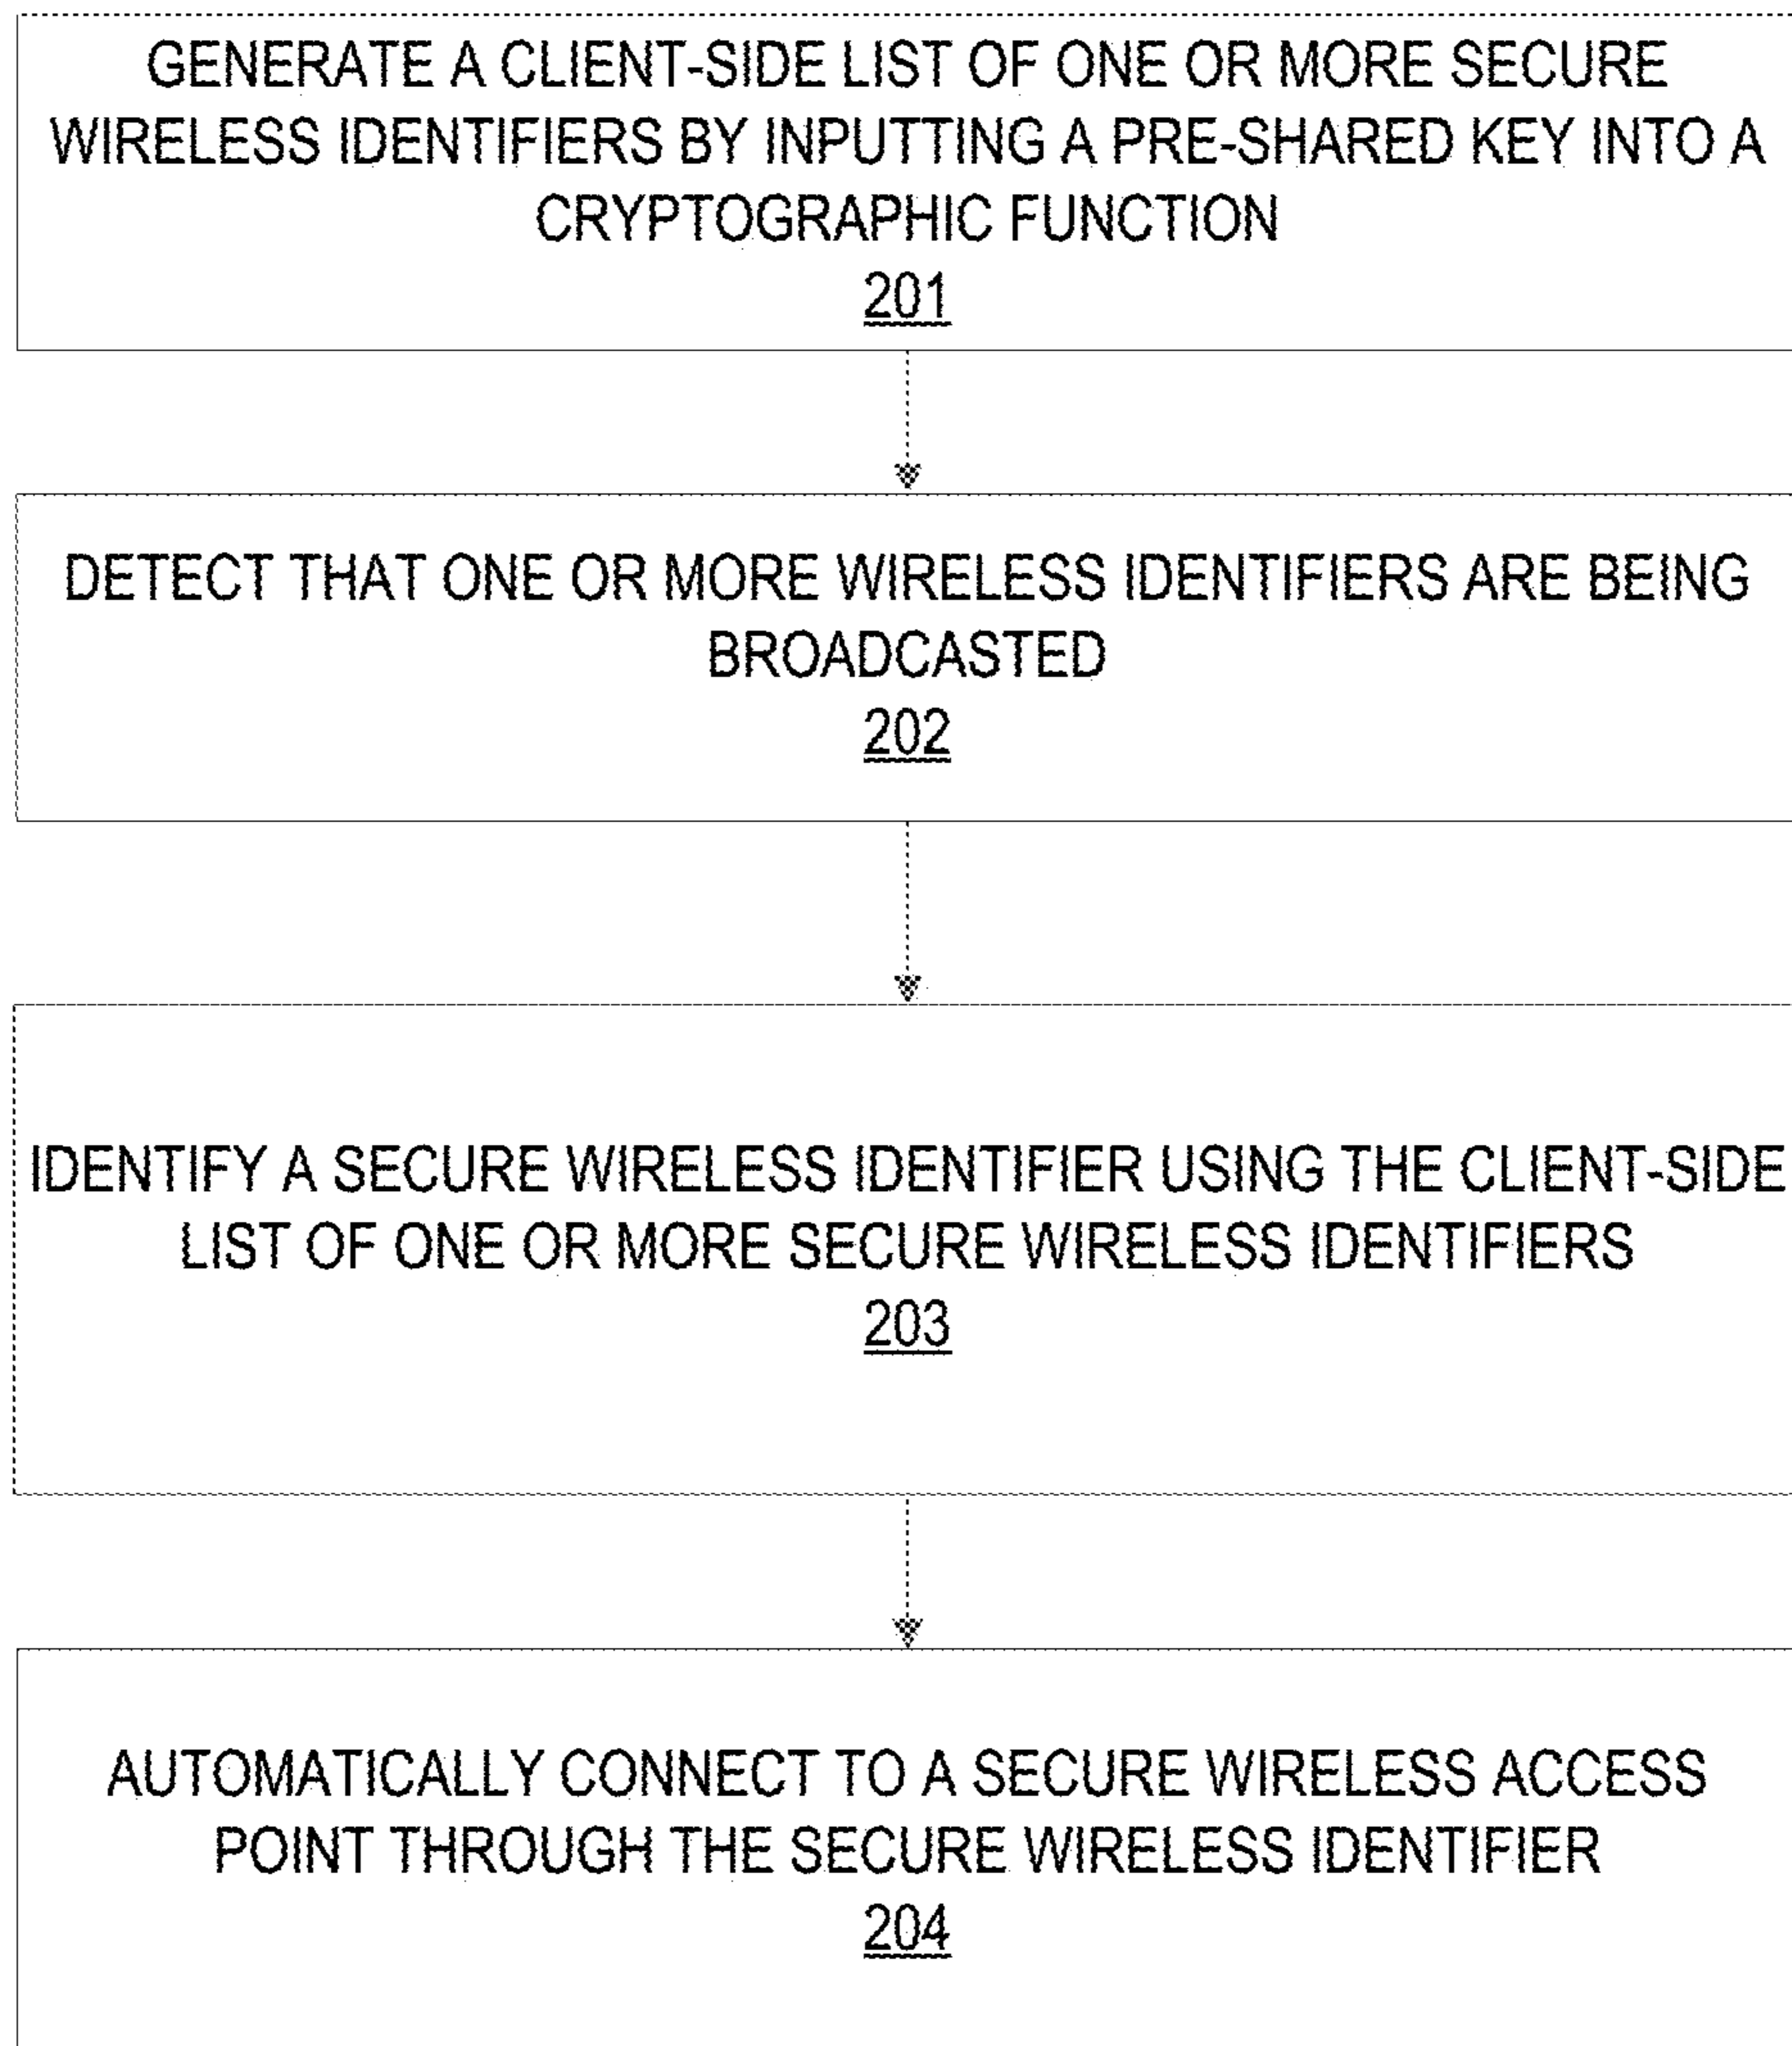 GENERATE A CLIENT-SIDE LIST OF ONE OR MORE SECURE
WIRELESS IDENTIFIERS BY INPUTTING A PRE-SHARED KEY INTO A
CRYPTOGRAPHIC FUNCTION
201
DETECT THAT ONE OR MORE WIRELESS IDENTIFIERS ARE BEING
BROADCASTED
202
IDENTIFY A SECURE WIRELESS IDENTIFIER USING THE CLIENT-SIDE
LIST OF ONE OR MORE SECURE WIRELESS IDENTIFIERS
203
AUTOMATICALLY CONNECT TO A SECURE WIRELESS ACCESS
POINT THROUGH THE SECURE WIRELESS IDENTIFIER
204